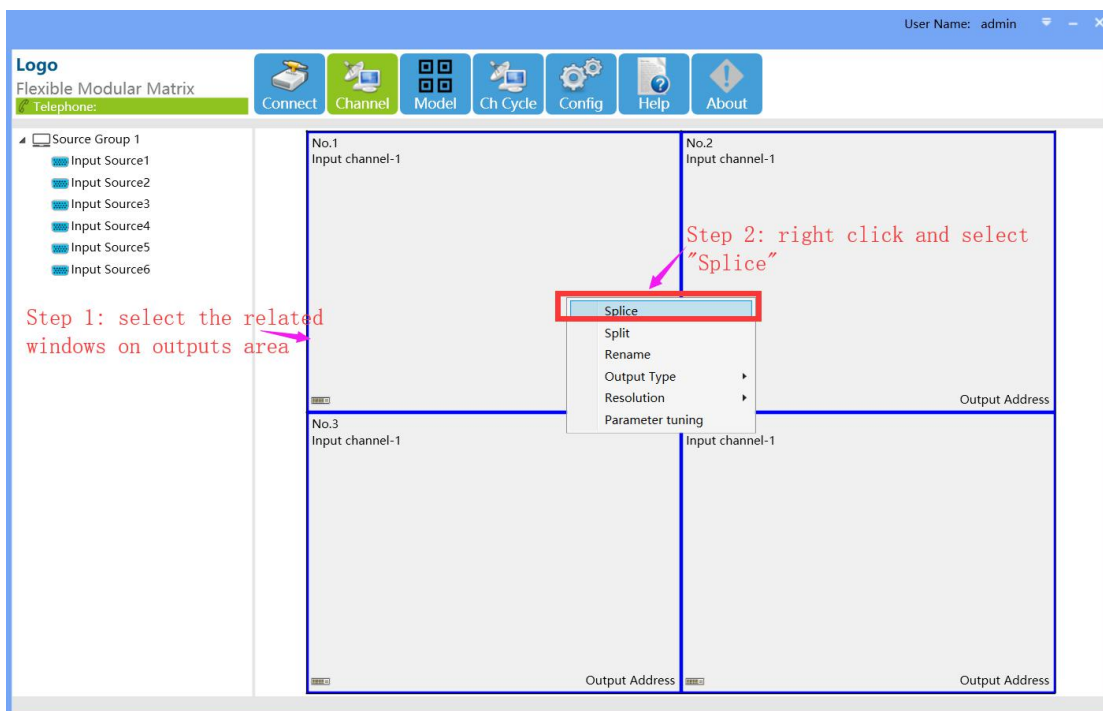 User Name: admin
Logo
Flexible Modular Matrix
Telephone:
Connect
Channel
Model
Ch Cycle
Config
Help
About
Source Group 1
Input Source1
Input Source2
Input Source3
Input Source4
Input Source5
Input Source6
No.1
Input channel-1
No.2
Input channel-1
Step 2: right click and select
"Splice"
Step 1: select the related
windows on outputs area
Splice
Split
Rename
Output Type
Resolution
Parameter tuning
Output Address
No.3
Input channel-1
Input channel-1
Output Address
Output Address